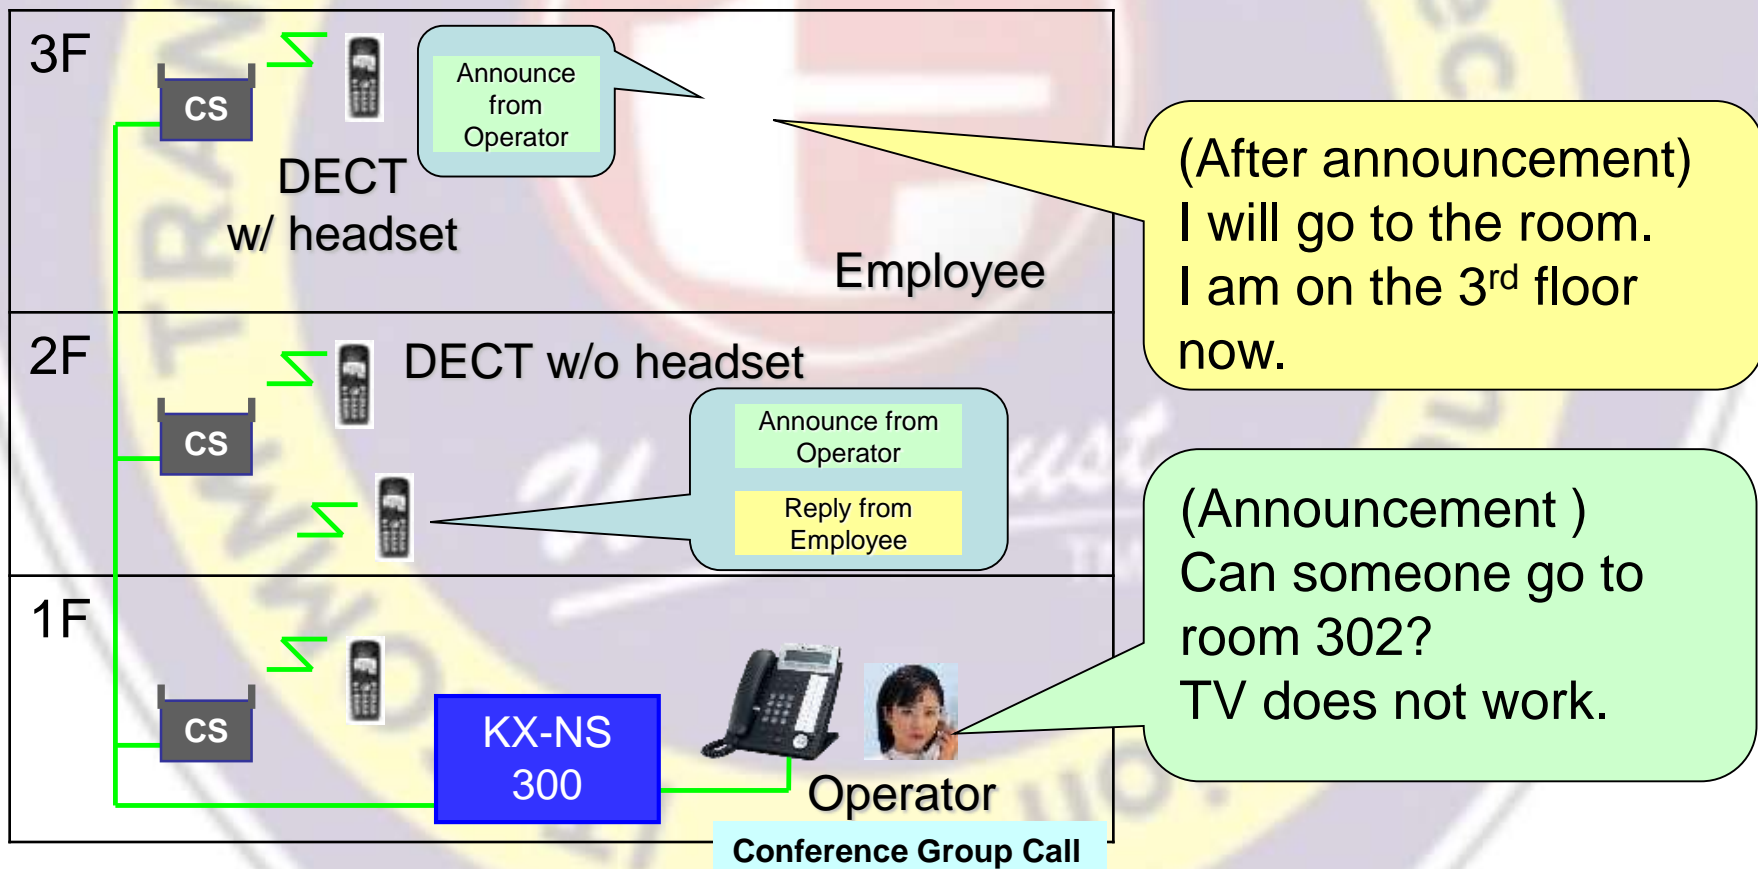 3F
CS
DECT
w/ headset
Announce
from
Operator
Employee
(After announcement)
I will go to the room.
I am on the 3rd floor
now.
2F
CS
DECT w/o headset
Announce from
Operator
Reply from
Employee
1F
CS
KX-NS
300
Operator
Conference Group Call
(Announcement )
Can someone go to
room 302?
TV does not work.